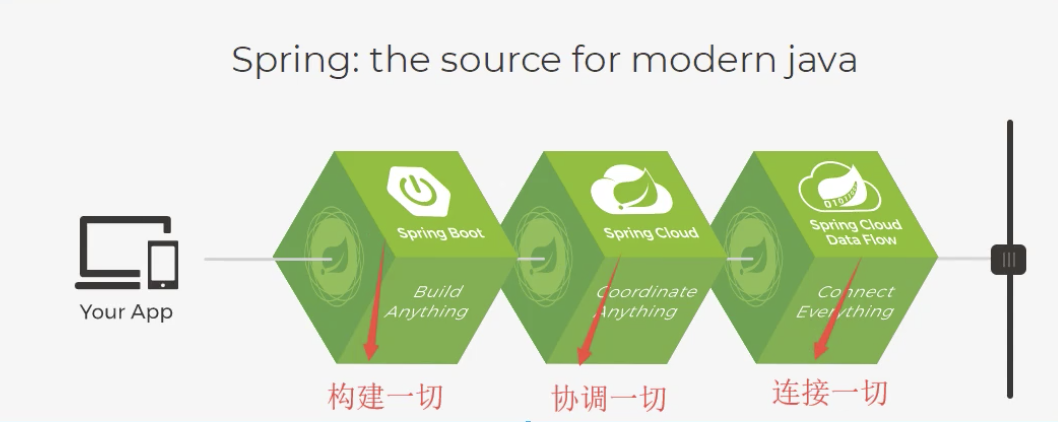 Spring: the source for modern java
Your App
Spring Boot
Build
Anything
Spring Cloud
Coordinate
Anything
Spring Cloud
Data Flow
Connect
Everything
构建一切
协调一切
连接一切